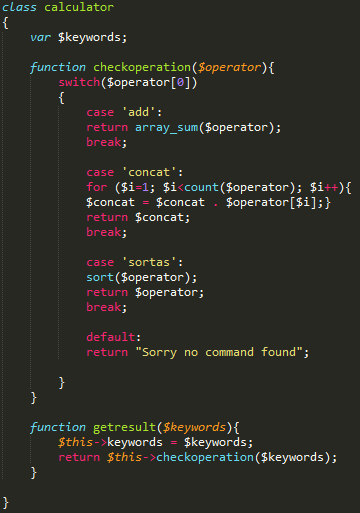 class calculator
{
    var $keywords;

    function checkoperation($operator){
        switch($operator[0])
        {
            case 'add':
            return array_sum($operator);
            break;

            case 'concat':
            for ($i=1; $i<count($operator); $i++){
            $concat = $concat . $operator[$i];}
            return $concat;
            break;

            case 'sortas':
            sort($operator);
            return $operator;
            break;

            default:
            return "Sorry no command found";

        }
    }

    function getresult($keywords){
        $this->keywords = $keywords;
        return $this->checkoperation($keywords);
    }

}